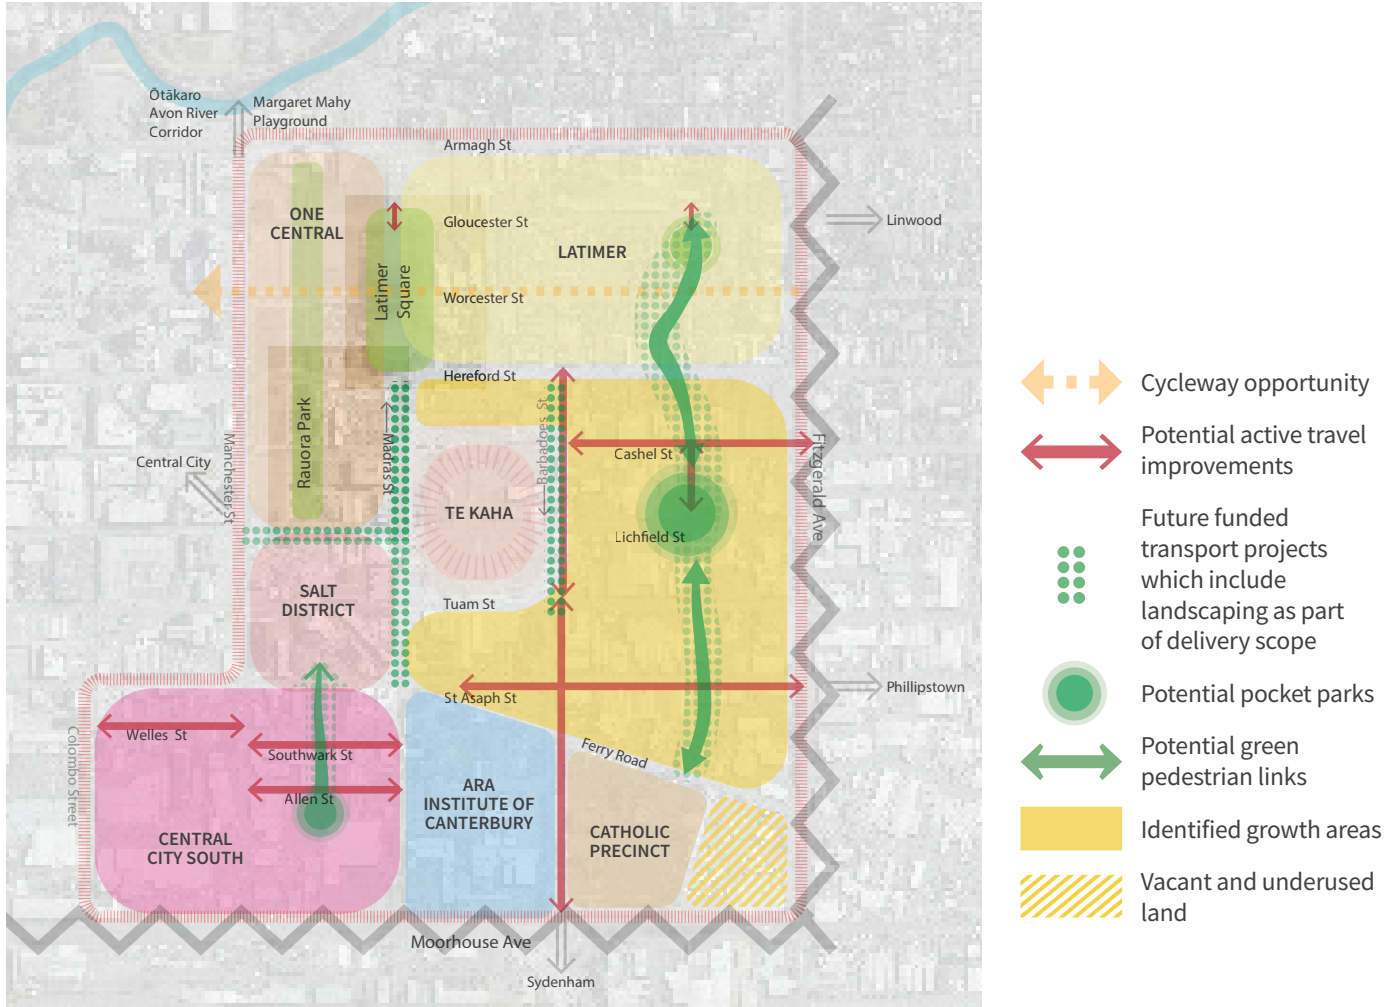 Ōtākaro
Avon River
Corridor
Margaret Mahy
Playground
Armagh St
ONE
CENTRAL
Gloucester St
Linwood
LATIMER
Latimer
Square
Worcester St
Hereford St
Rauora Park
Madras St
Barbadoes St
Manchester St
Central City
Cashel St
Fitzgerald Ave
TE KAHA
Lichfield St
SALT
DISTRICT
Tuam St
St Asaph St
Phillipstown
Colombo Street
Welles St
Southwark St
Allen St
Ferry Road
ARA
INSTITUTE OF
CANTERBURY
CATHOLIC
PRECINCT
CENTRAL
CITY SOUTH
Moorhouse Ave
Sydenham
Cycleway opportunity
Potential active travel
improvements
Future funded
transport projects
which include
landscaping as part
of delivery scope
Potential pocket parks
Potential green
pedestrian links
Identified growth areas
Vacant and underused
land